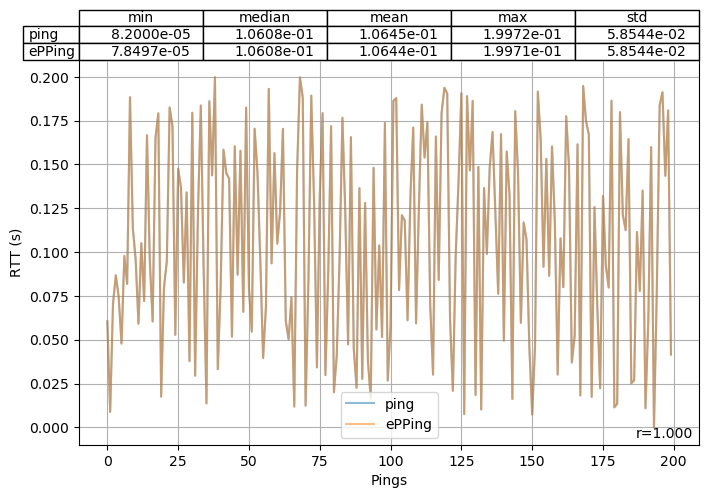 min median mean max std
ping 8.2000e-05 1.0608e-01 1.0645e-01 1.9972e-01 5.8544e-02
ePPing 7.8497e-05 1.0608e-01 1.0644e-01 1.9971e-01 5.8544e-02
0.200
0.175
0.150
0.125
0.100
0.075
0.050
0.025
0.000
RTT (s)
ping
ePPing
r=1.000
0 25 50 75 100 125 150 175 200
Pings